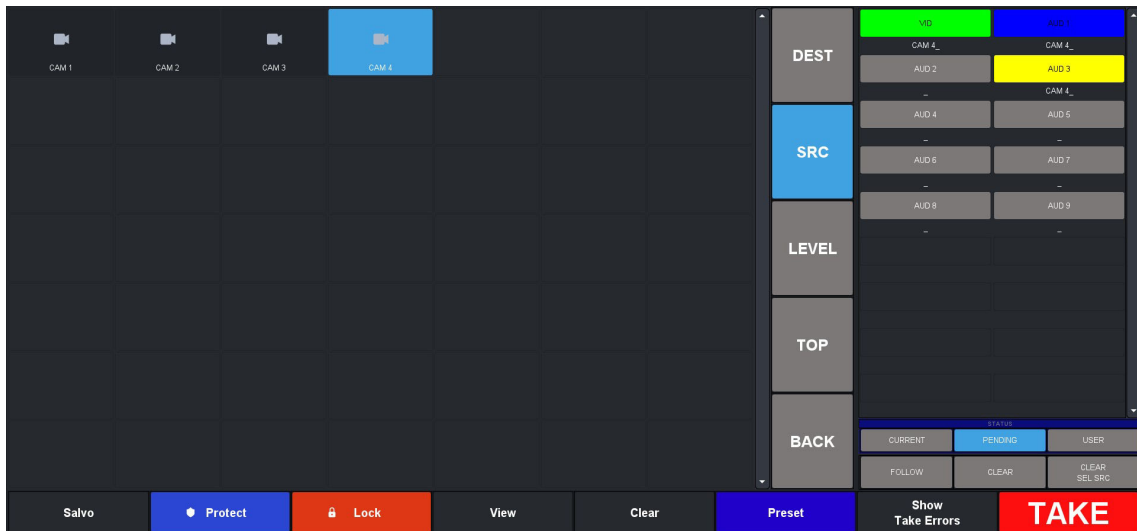 CAM 1
CAM 2
CAM 3
CAM 4
DEST
SRC
LEVEL
TOP
BACK
VID
AUD 1
CAM 4_
CAM 4_
AUD 2
AUD 3
_
CAM 4_
AUD 4
AUD 5
_
_
AUD 6
AUD 7
_
_
AUD 8
AUD 9
_
_
STATUS
CURRENT
PENDING
USER
FOLLOW
CLEAR
CLEAR
SEL SRC
Salvo
Protect
Lock
View
Clear
Preset
Show
Take Errors
TAKE